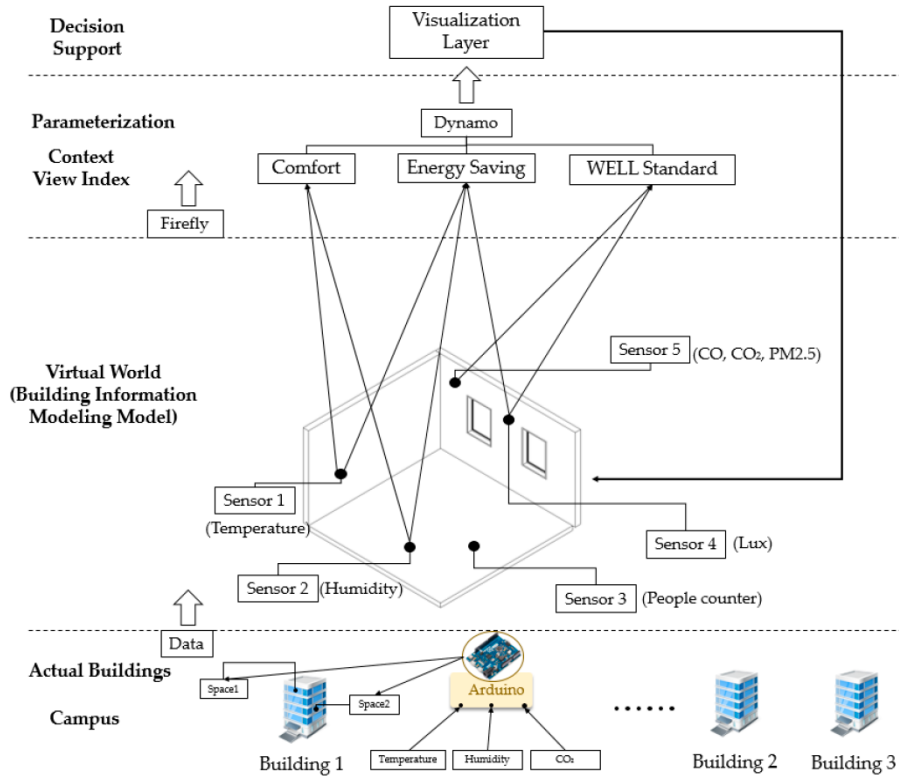 Decision
Support
Visualization
Layer
Parameterization
Dynamo
Context
View Index
Comfort
Energy Saving
WELL Standard
Firefly
Virtual World
(Building Information
Modeling Model)
Sensor 5
(CO, CO₂, PM2.5)
Sensor 1
(Temperature)
Sensor 4
(Lux)
Sensor 2
(Humidity)
Sensor 3
(People counter)
Data
Actual Buildings
Campus
Space1
Space2
Arduino
......
Temperature
Humidity
CO₂
Building 1
Building 2
Building 3